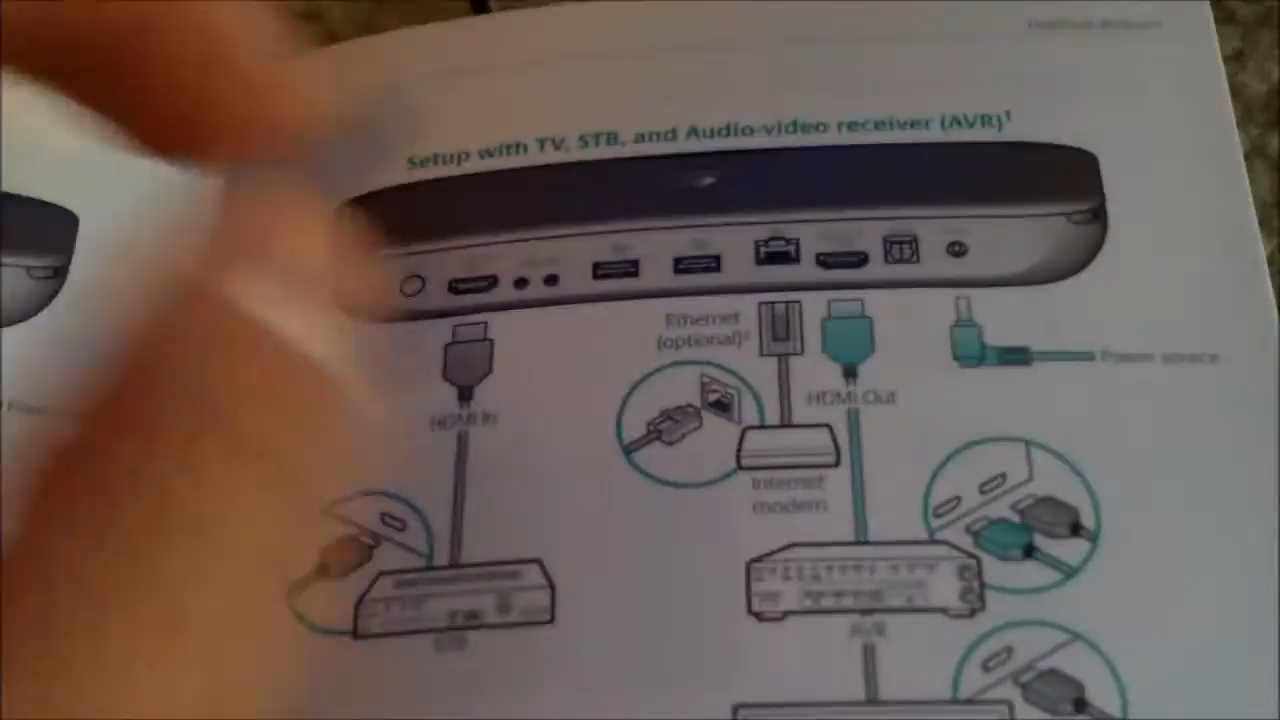 Setup with TV, STB, and Audio-video receiver (AVR)¹
Ethernet
(optional)²
Power source
HDMI Out
HDMI In
Internet
modem
AVR
STB